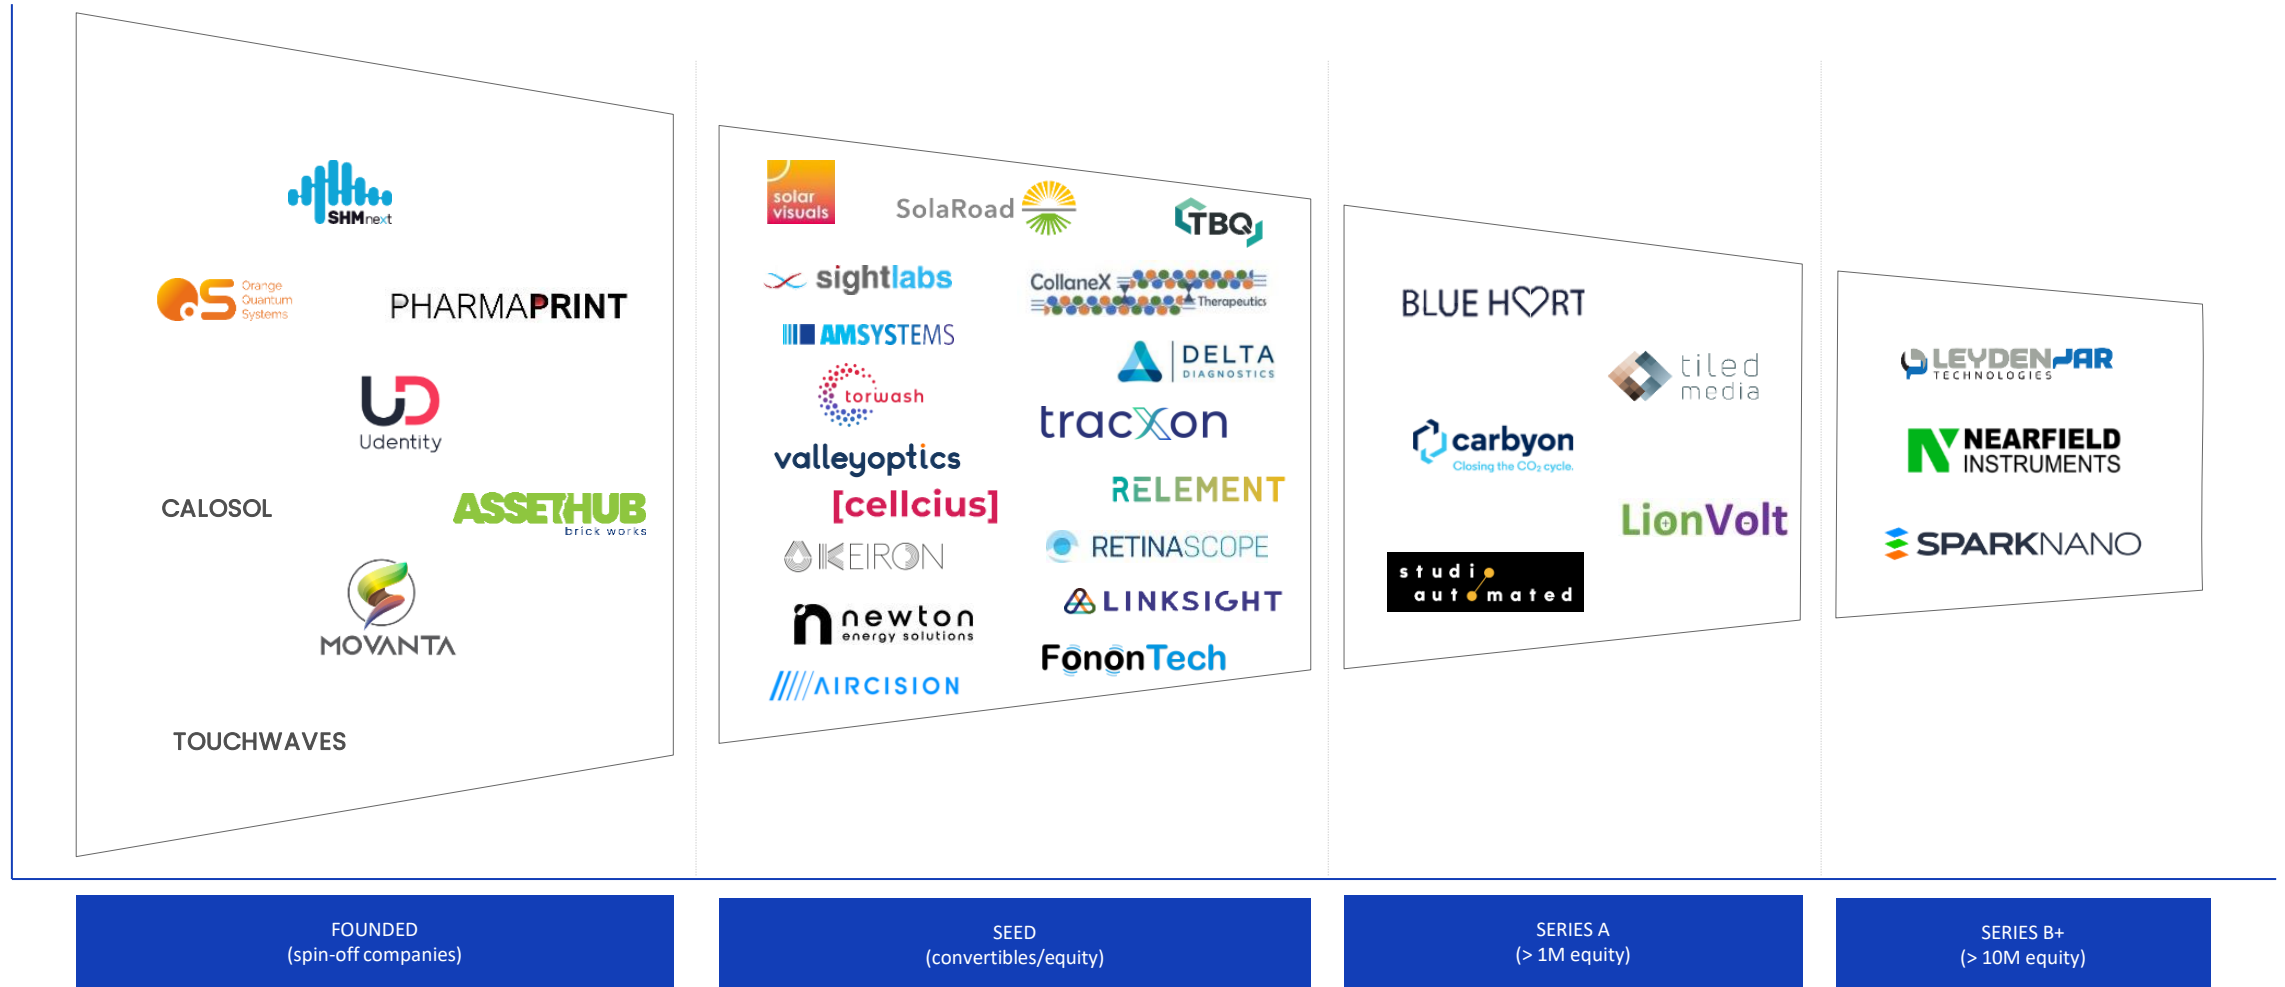 SHMnext
Orange
Quantum
Systems
PHARMAPRINT
UD
Udentity
CALOSOL
ASSETHUB
brick works
MOVANTA
TOUCHWAVES
solar
visuals
SolaRoad
TBQ
sightlabs
CollaneX
Therapeutics
AMSYSTEMS
DELTA
DIAGNOSTICS
torwash
tracxon
valleyoptics
RELEMENT
[cellcius]
KEIRON
RETINASCOPE
LINKSIGHT
newton
energy solutions
FononTech
AIRCISION
BLUE HART
tiled
media
carbyon
Closing the CO₂ cycle.
LionVolt
studio
automated
LEYDENJAR
TECHNOLOGIES
NEARFIELD
INSTRUMENTS
SPARKNANO
FOUNDED
(spin-off companies)
SEED
(convertibles/equity)
SERIES A
(> 1M equity)
SERIES B+
(> 10M equity)